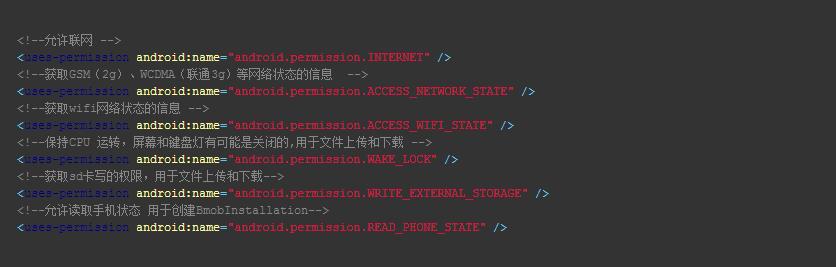 <!--允许联网 -->
<uses-permission android:name="android.permission.INTERNET" />
<!--获取GSM（2g）、WCDMA（联通3g）等网络状态的信息  -->
<uses-permission android:name="android.permission.ACCESS_NETWORK_STATE" />
<!--获取wifi网络状态的信息 -->
<uses-permission android:name="android.permission.ACCESS_WIFI_STATE" />
<!--保持CPU 运转，屏幕和键盘灯有可能是关闭的,用于文件上传和下载 -->
<uses-permission android:name="android.permission.WAKE_LOCK" />
<!--获取sd卡写的权限，用于文件上传和下载-->
<uses-permission android:name="android.permission.WRITE_EXTERNAL_STORAGE" />
<!--允许读取手机状态 用于创建BmobInstallation-->
<uses-permission android:name="android.permission.READ_PHONE_STATE" />